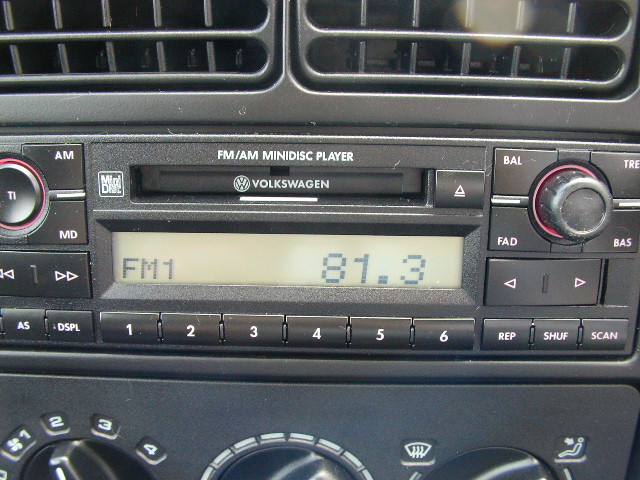 FM/AM MINIDISC PLAYER
AM
BAL
TRE
Mini Disc
VOLKSWAGEN
TI
MD
FAD
BAS
FM1 81.3
AS DSPL 1 2 3 4 5 6 REP SHUF SCAN
1 2 3 4